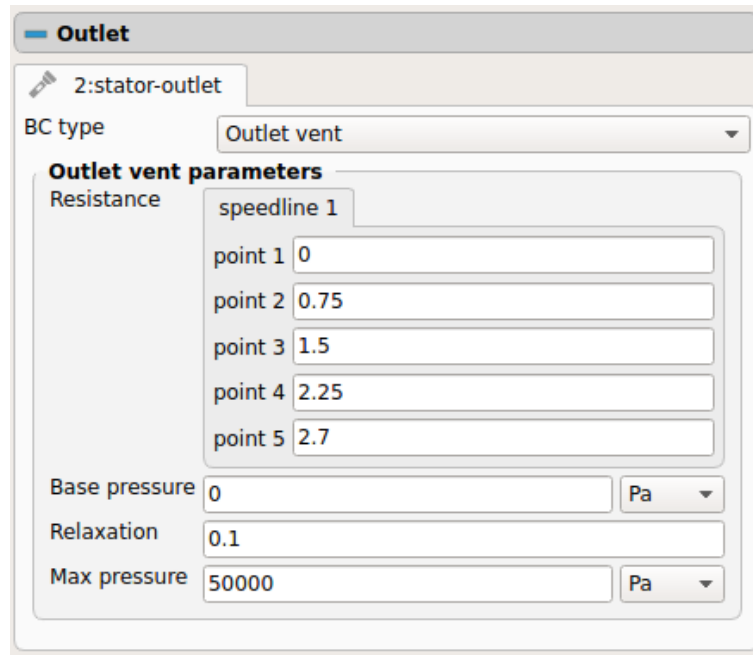 Outlet
2:stator-outlet
BC type Outlet vent
Outlet vent parameters
Resistance speedline 1
point 1 0
point 2 0.75
point 3 1.5
point 4 2.25
point 5 2.7
Base pressure 0 Pa
Relaxation 0.1
Max pressure 50000 Pa